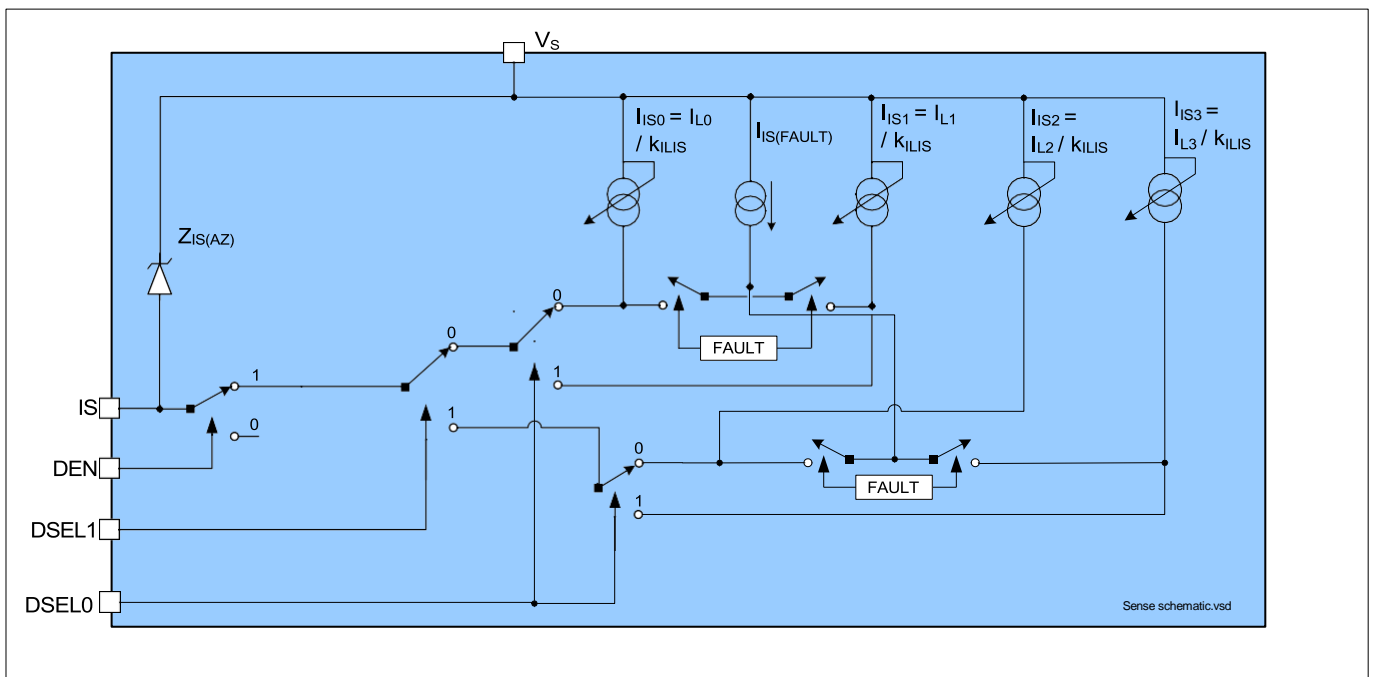 VS
IIS0 = IL0
/ kILIS
IIS(FAULT)
IIS1 = IL1
/ kILIS
IIS2 =
IL2 / kILIS
IIS3 =
IL3 / kILIS
ZIS(AZ)
0
0
1
FAULT
1
IS
0
1
0
DEN
FAULT
1
DSEL1
DSEL0
Sense schematic.vsd